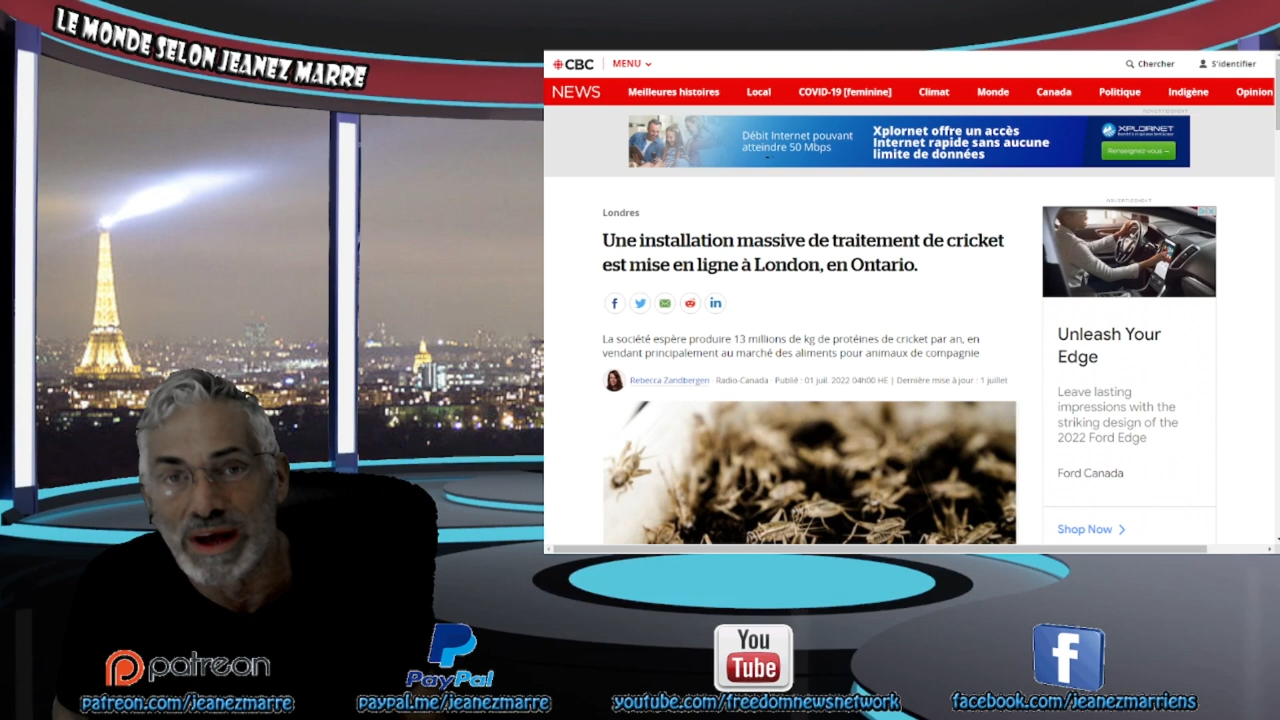 LE MONDE SELON JEANEZ MARRE
CBC
MENU
Chercher
S'identifier
NEWS
Meilleures histoires
Local
COVID-19 [feminine]
Climat
Monde
Canada
Politique
Indigène
Opinion
ADVERTISEMENT
Débit Internet pouvant
atteindre 50 Mbps
Xplornet offre un accès
Internet rapide sans aucune
limite de données
XPLORNET
Renseignez-vous
Londres
ADVERTISEMENT
Une installation massive de traitement de cricket
est mise en ligne à London, en Ontario.
La société espère produire 13 millions de kg de protéines de cricket par an, en
vendant principalement au marché des aliments pour animaux de compagnie
Rebecca Zandbergen · Radio-Canada · Publié : 01 juil. 2022 04h00 HE | Dernière mise à jour : 1 juillet
Unleash Your
Edge
Leave lasting
impressions with the
striking design of the
2022 Ford Edge
Ford Canada
Shop Now
patreon
PayPal
You
Tube
patreon.com/jeanezmarre
paypal.me/jeanezmarre
youtube.com/freedomnewsnetwork
facebook.com/jeanezmarriens